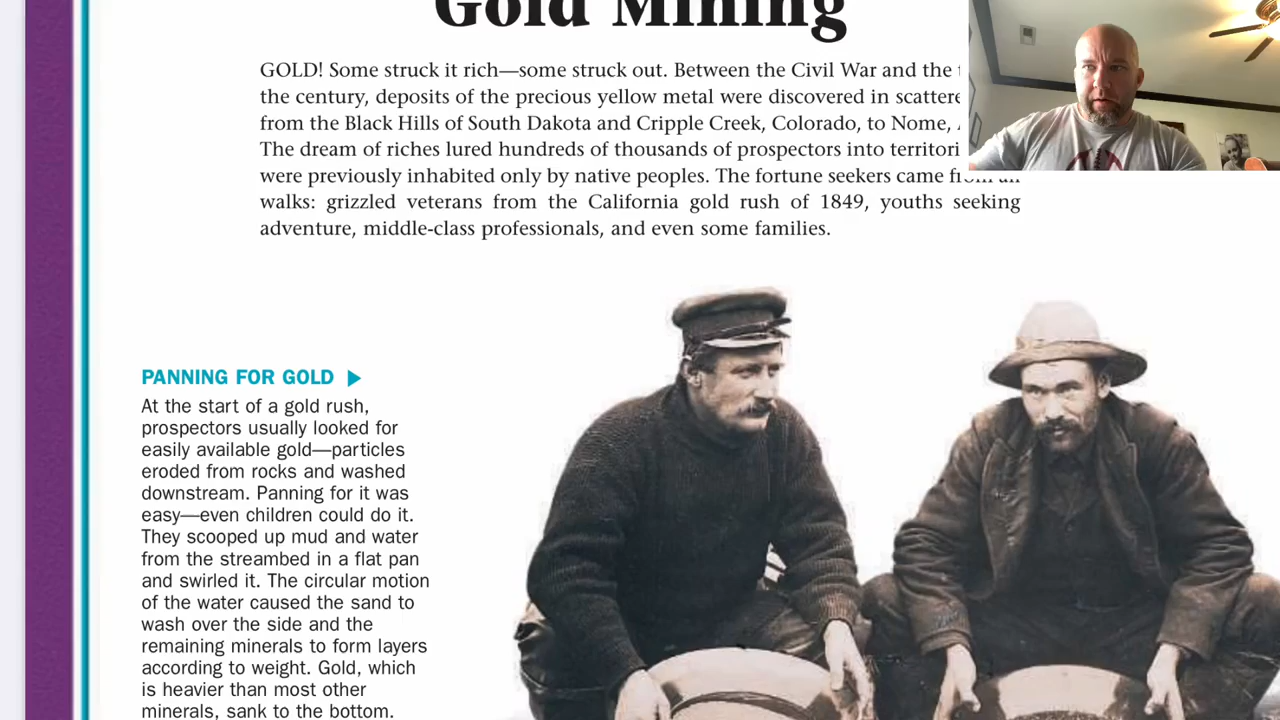 Gold Mining
GOLD! Some struck it rich—some struck out. Between the Civil War and the
the century, deposits of the precious yellow metal were discovered in
from the Black Hills of South Dakota and Cripple Creek, Colorado, to Nome,
The dream of riches lured hundreds of thousands of prospectors into
were previously inhabited only by native peoples. The fortune seekers came from all
walks: grizzled veterans from the California gold rush of 1849, youths seeking
adventure, middle-class professionals, and even some families.
PANNING FOR GOLD
At the start of a gold rush,
prospectors usually looked for
easily available gold—particles
eroded from rocks and washed
downstream. Panning for it was
easy—even children could do it.
They scooped up mud and water
from the streambed in a flat pan
and swirled it. The circular motion
of the water caused the sand to
wash over the side and the
remaining minerals to form layers
according to weight. Gold, which
is heavier than most other
minerals, sank to the bottom.